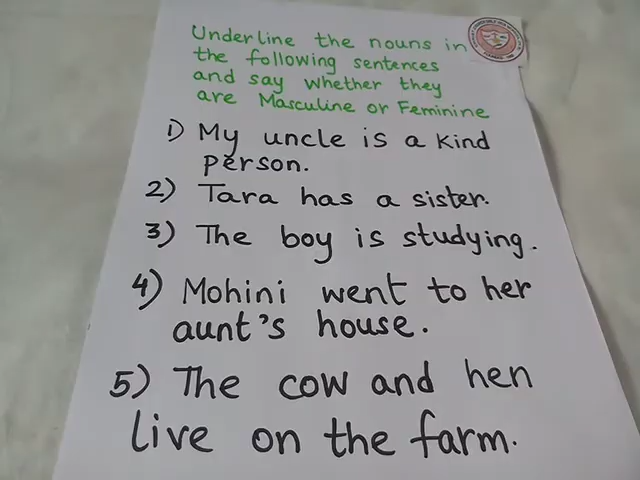 Underline the nouns in
the following sentences
and say whether they
are Masculine or Feminine
1) My uncle is a kind
person.
2) Tara has a sister.
3) The boy is studying.
4) Mohini went to her
aunt's house.
5) The cow and hen
live on the farm.